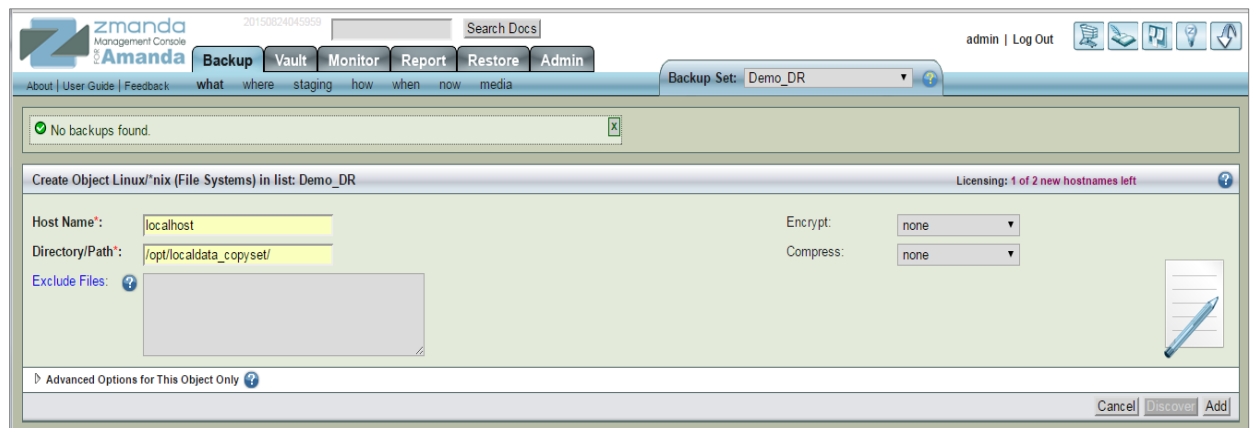 zmanda
Management Console
FOR Amanda
20150824045959
Search Docs
admin | Log Out
Backup Vault Monitor Report Restore Admin
Backup Set: Demo_DR
About | User Guide | Feedback
what where staging how when now media
No backups found.
X
Create Object Linux/*nix (File Systems) in list: Demo_DR
Licensing: 1 of 2 new hostnames left
Host Name*: localhost
Encrypt: none
Directory/Path*: /opt/localdata_copyset/
Compress: none
Exclude Files:
Advanced Options for This Object Only
Cancel Discover Add